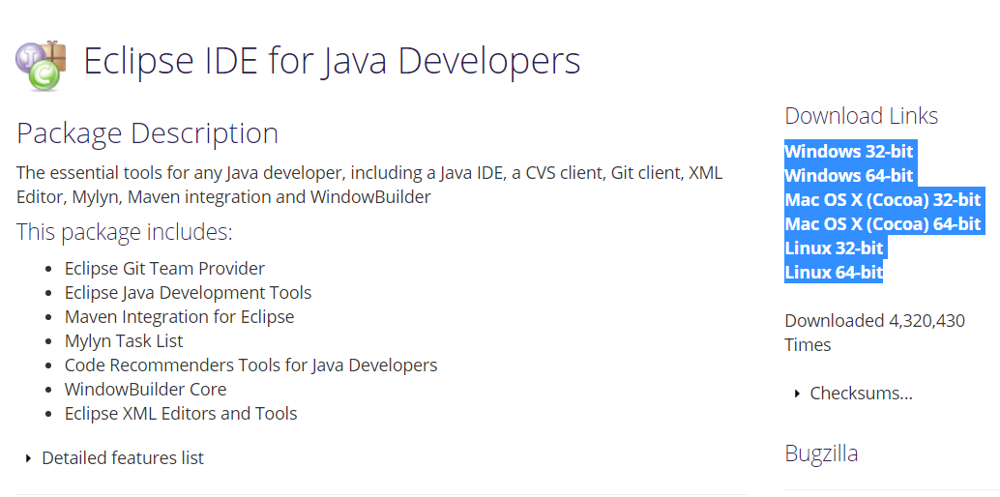 Eclipse IDE for Java Developers
Package Description
The essential tools for any Java developer, including a Java IDE, a CVS client, Git client, XML
Editor, Mylyn, Maven integration and WindowBuilder
This package includes:
Eclipse Git Team Provider
Eclipse Java Development Tools
Maven Integration for Eclipse
Mylyn Task List
Code Recommenders Tools for Java Developers
WindowBuilder Core
Eclipse XML Editors and Tools
Detailed features list
Download Links
Windows 32-bit
Windows 64-bit
Mac OS X (Cocoa) 32-bit
Mac OS X (Cocoa) 64-bit
Linux 32-bit
Linux 64-bit
Downloaded 4,320,430
Times
Checksums...
Bugzilla